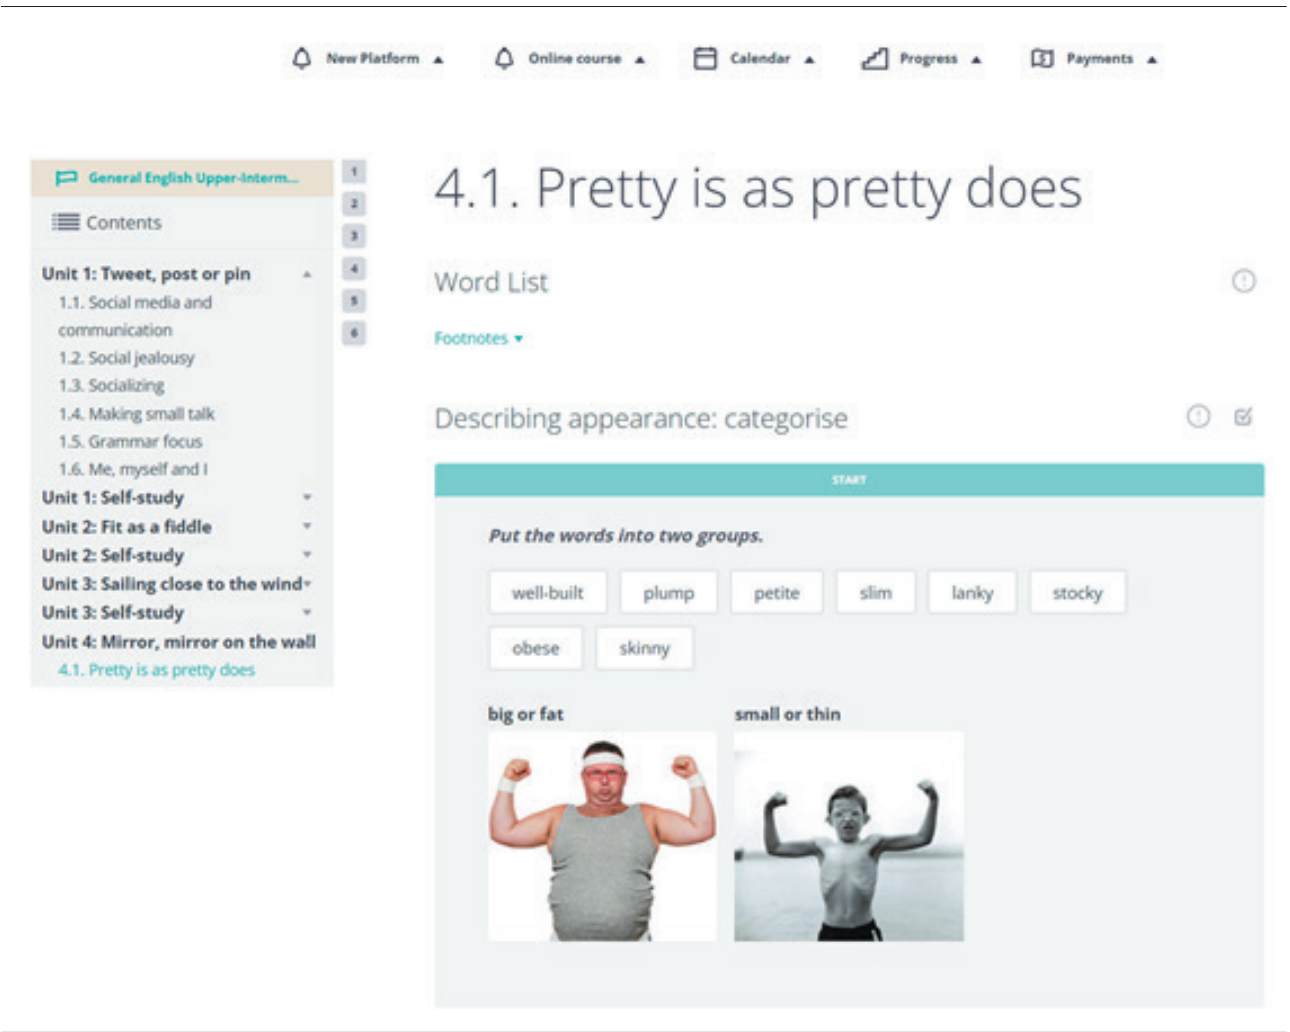 New Platform
Online course
Calendar
Progress
Payments
General English Upper-Interm...
Contents
Unit 1: Tweet, post or pin
1.1. Social media and
communication
1.2. Social jealousy
1.3. Socializing
1.4. Making small talk
1.5. Grammar focus
1.6. Me, myself and I
Unit 1: Self-study
Unit 2: Fit as a fiddle
Unit 2: Self-study
Unit 3: Sailing close to the wind
Unit 3: Self-study
Unit 4: Mirror, mirror on the wall
4.1. Pretty is as pretty does
1
2
3
4
5
6
4.1. Pretty is as pretty does
Word List
Footnotes
Describing appearance: categorise
START
Put the words into two groups.
well-built plump petite slim lanky stocky
obese skinny
big or fat small or thin